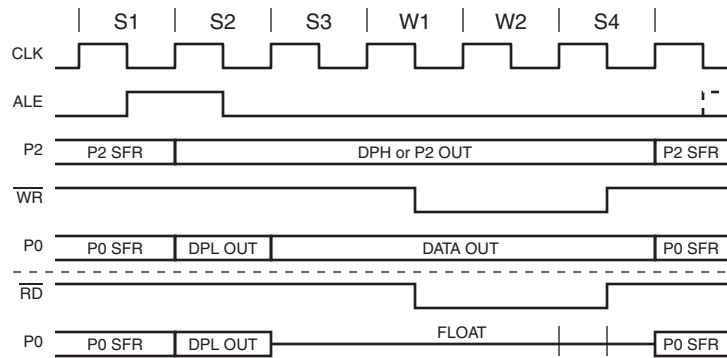 S1 S2 S3 W1 W2 S4
CLK
ALE
P2 P2 SFR DPH or P2 OUT P2 SFR
WR
P0 P0 SFR DPL OUT DATA OUT P0 SFR
RD
P0 P0 SFR DPL OUT FLOAT P0 SFR